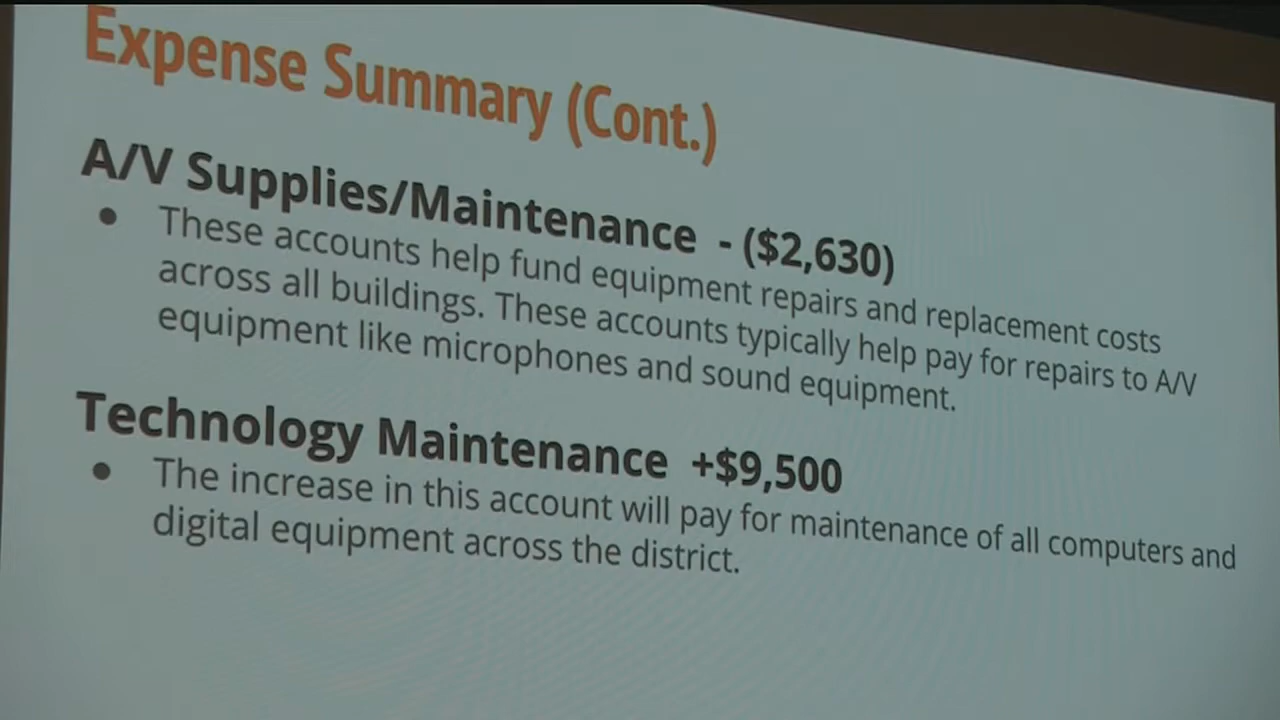 Expense Summary (Cont.)
A/V Supplies/Maintenance - ($2,630)
● These accounts help fund equipment repairs and replacement costs
across all buildings. These accounts typically help pay for repairs to A/V
equipment like microphones and sound equipment.
Technology Maintenance +$9,500
● The increase in this account will pay for maintenance of all computers and
digital equipment across the district.